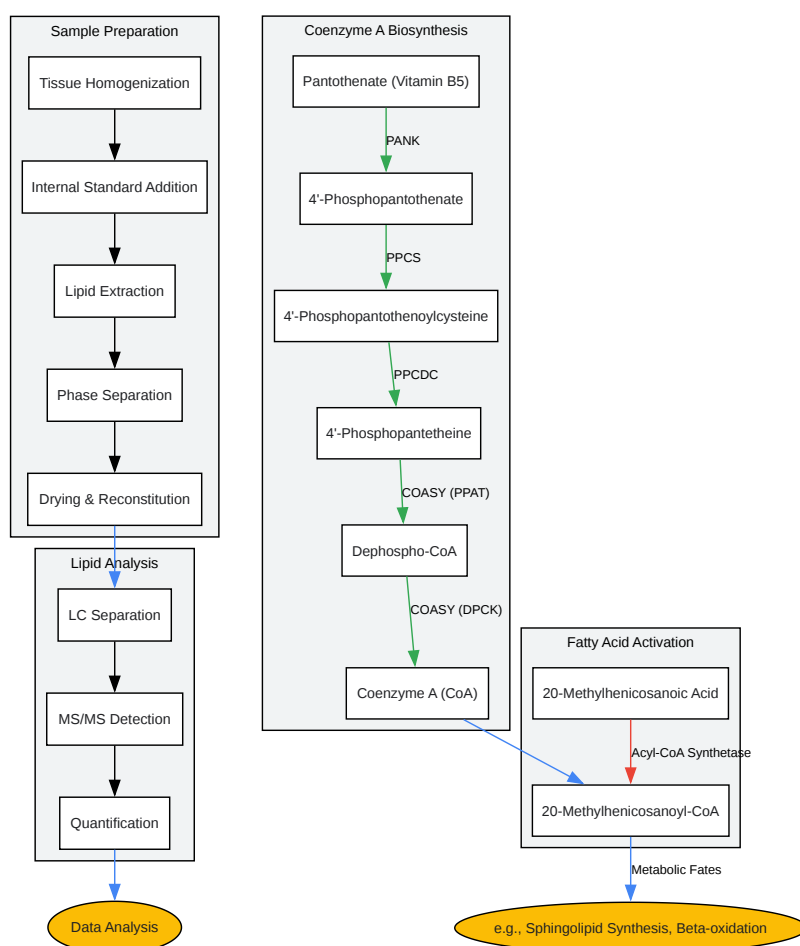 Sample Preparation
Tissue Homogenization
Internal Standard Addition
Lipid Extraction
Phase Separation
Drying & Reconstitution
Lipid Analysis
LC Separation
MS/MS Detection
Quantification
Data Analysis
Coenzyme A Biosynthesis
Pantothenate (Vitamin B5)
PANK
4'-Phosphopantothenate
PPCS
4'-Phosphopantothenoylcysteine
PPCDC
4'-Phosphopantetheine
COASY (PPAT)
Dephospho-CoA
COASY (DPCK)
Coenzyme A (CoA)
Fatty Acid Activation
20-Methylhenicosanoic Acid
Acyl-CoA Synthetase
20-Methylhenicosanoyl-CoA
Metabolic Fates
e.g., Sphingolipid Synthesis, Beta-oxidation